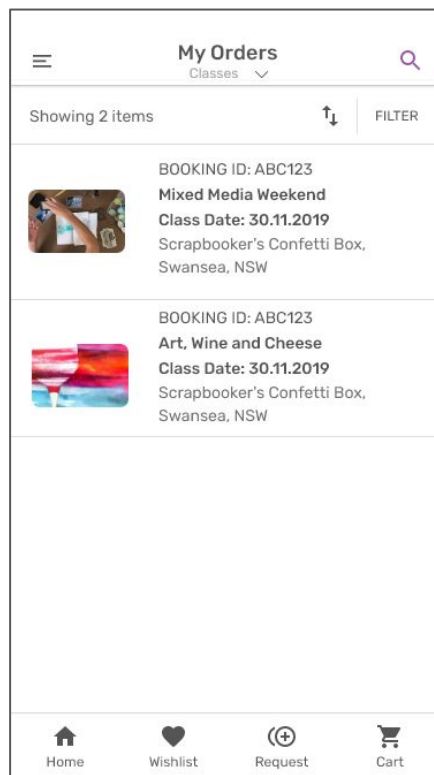 My Orders
Classes
Showing 2 items
FILTER
BOOKING ID: ABC123
Mixed Media Weekend
Class Date: 30.11.2019
Scrapbooker's Confetti Box,
Swansea, NSW
BOOKING ID: ABC123
Art, Wine and Cheese
Class Date: 30.11.2019
Scrapbooker's Confetti Box,
Swansea, NSW
Home Wishlist Request Cart